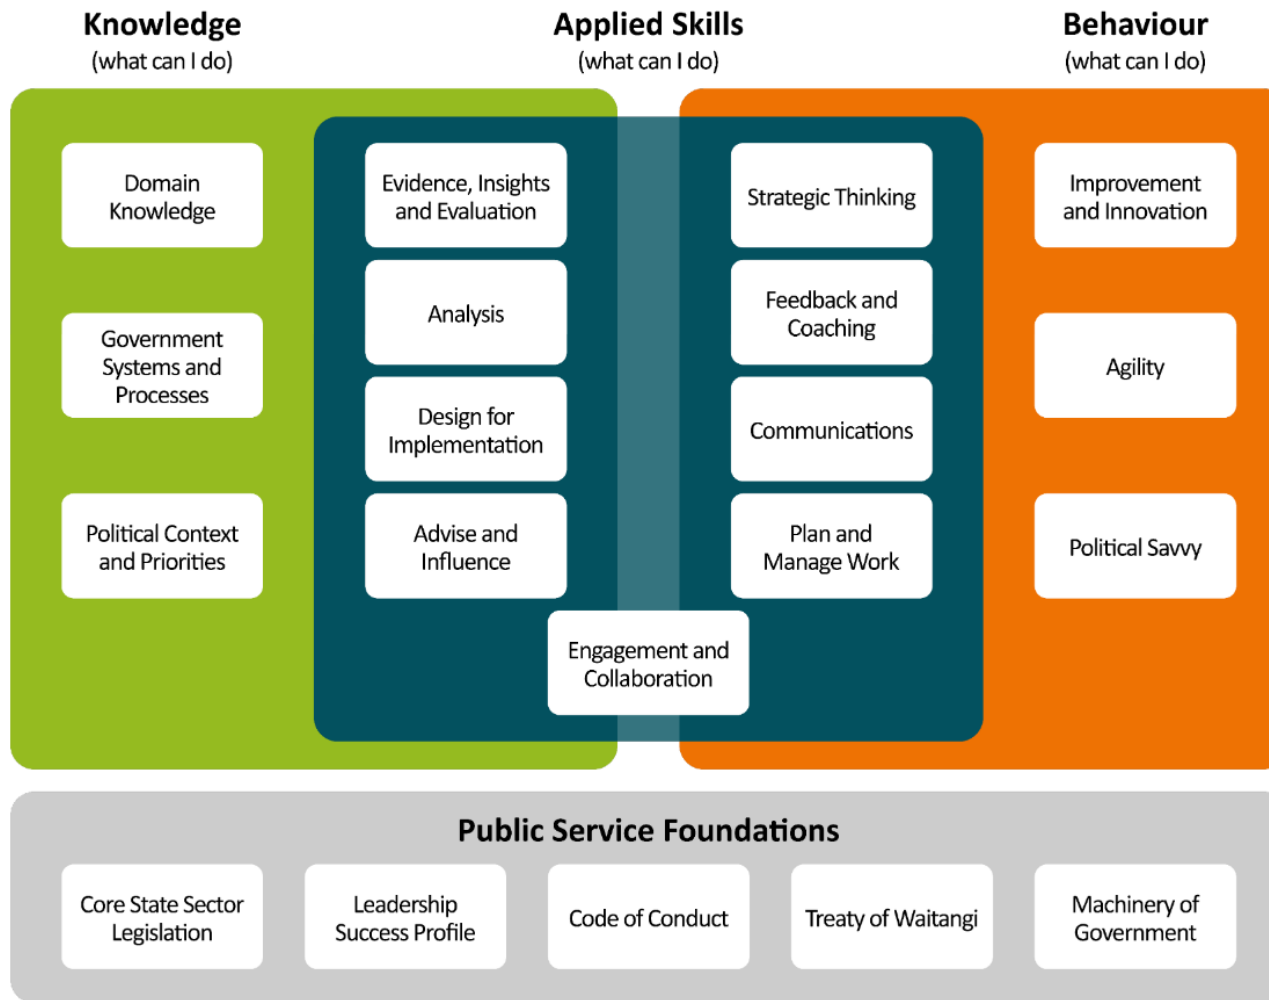 Knowledge
(what can I do)
Applied Skills
(what can I do)
Behaviour
(what can I do)
Domain
Knowledge
Government
Systems and
Processes
Political Context
and Priorities
Evidence, Insights
and Evaluation
Analysis
Design for
Implementation
Advise and
Influence
Strategic Thinking
Feedback and
Coaching
Communications
Plan and
Manage Work
Engagement and
Collaboration
Improvement
and Innovation
Agility
Political Savvy
Public Service Foundations
Core State Sector
Legislation
Leadership
Success Profile
Code of Conduct
Treaty of Waitangi
Machinery of
Government